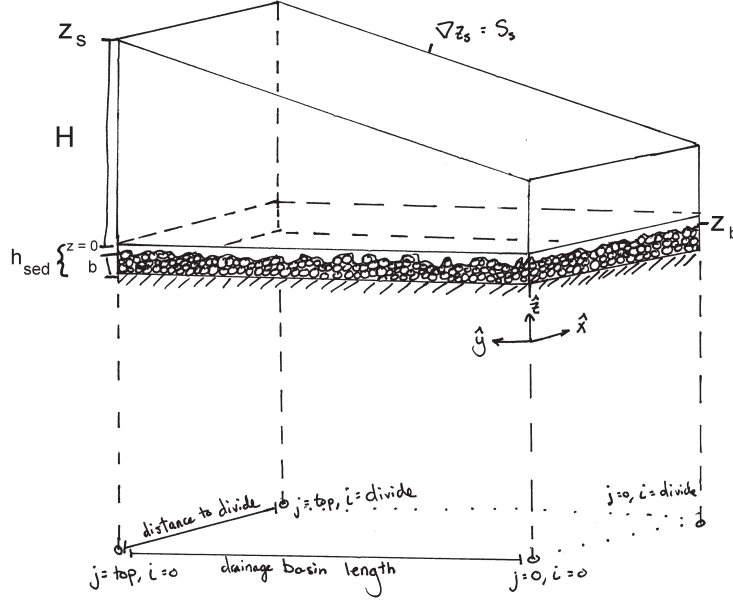 z_s
∇z_s = S_s
H
z_b
z = 0
h_sed {
b
ẑ
ŷ
x̂
distance to divide
j=top, i=divide
j=0, i=divide
j=top, i=0
drainage basin length
j=0, i=0